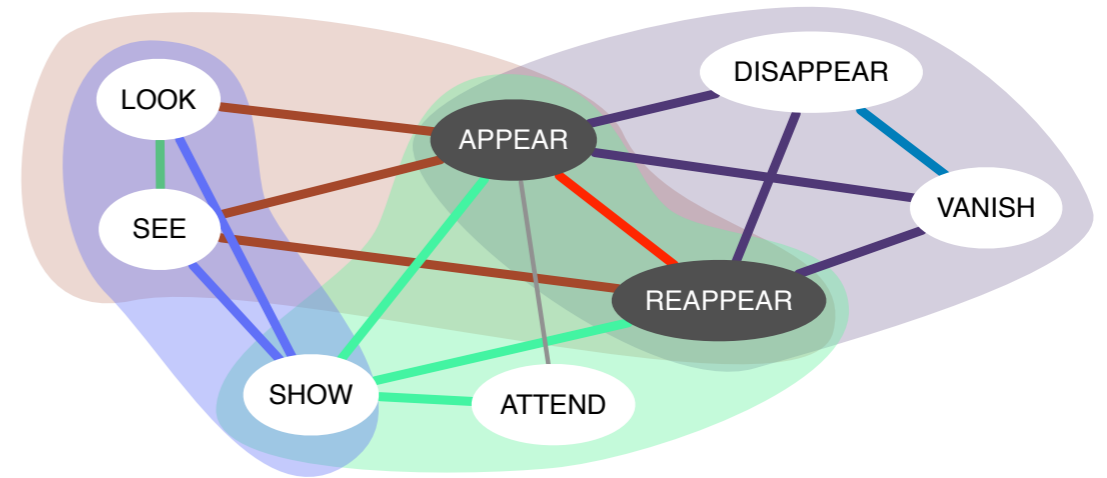 DISAPPEAR
LOOK
APPEAR
VANISH
SEE
REAPPEAR
SHOW
ATTEND